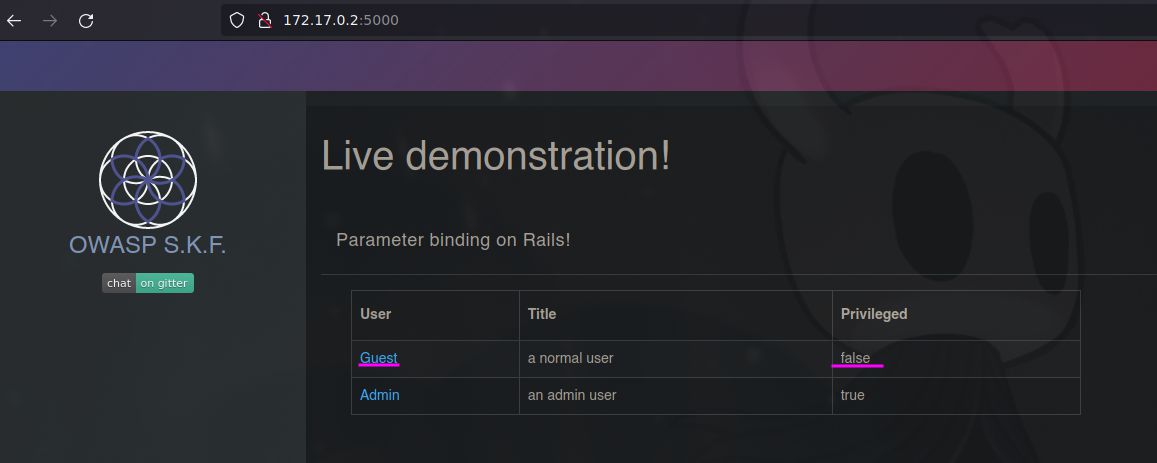 172.17.0.2:5000
Live demonstration!
OWASP S.K.F.
chat on gitter
Parameter binding on Rails!
User Title Privileged
Guest a normal user false
Admin an admin user true